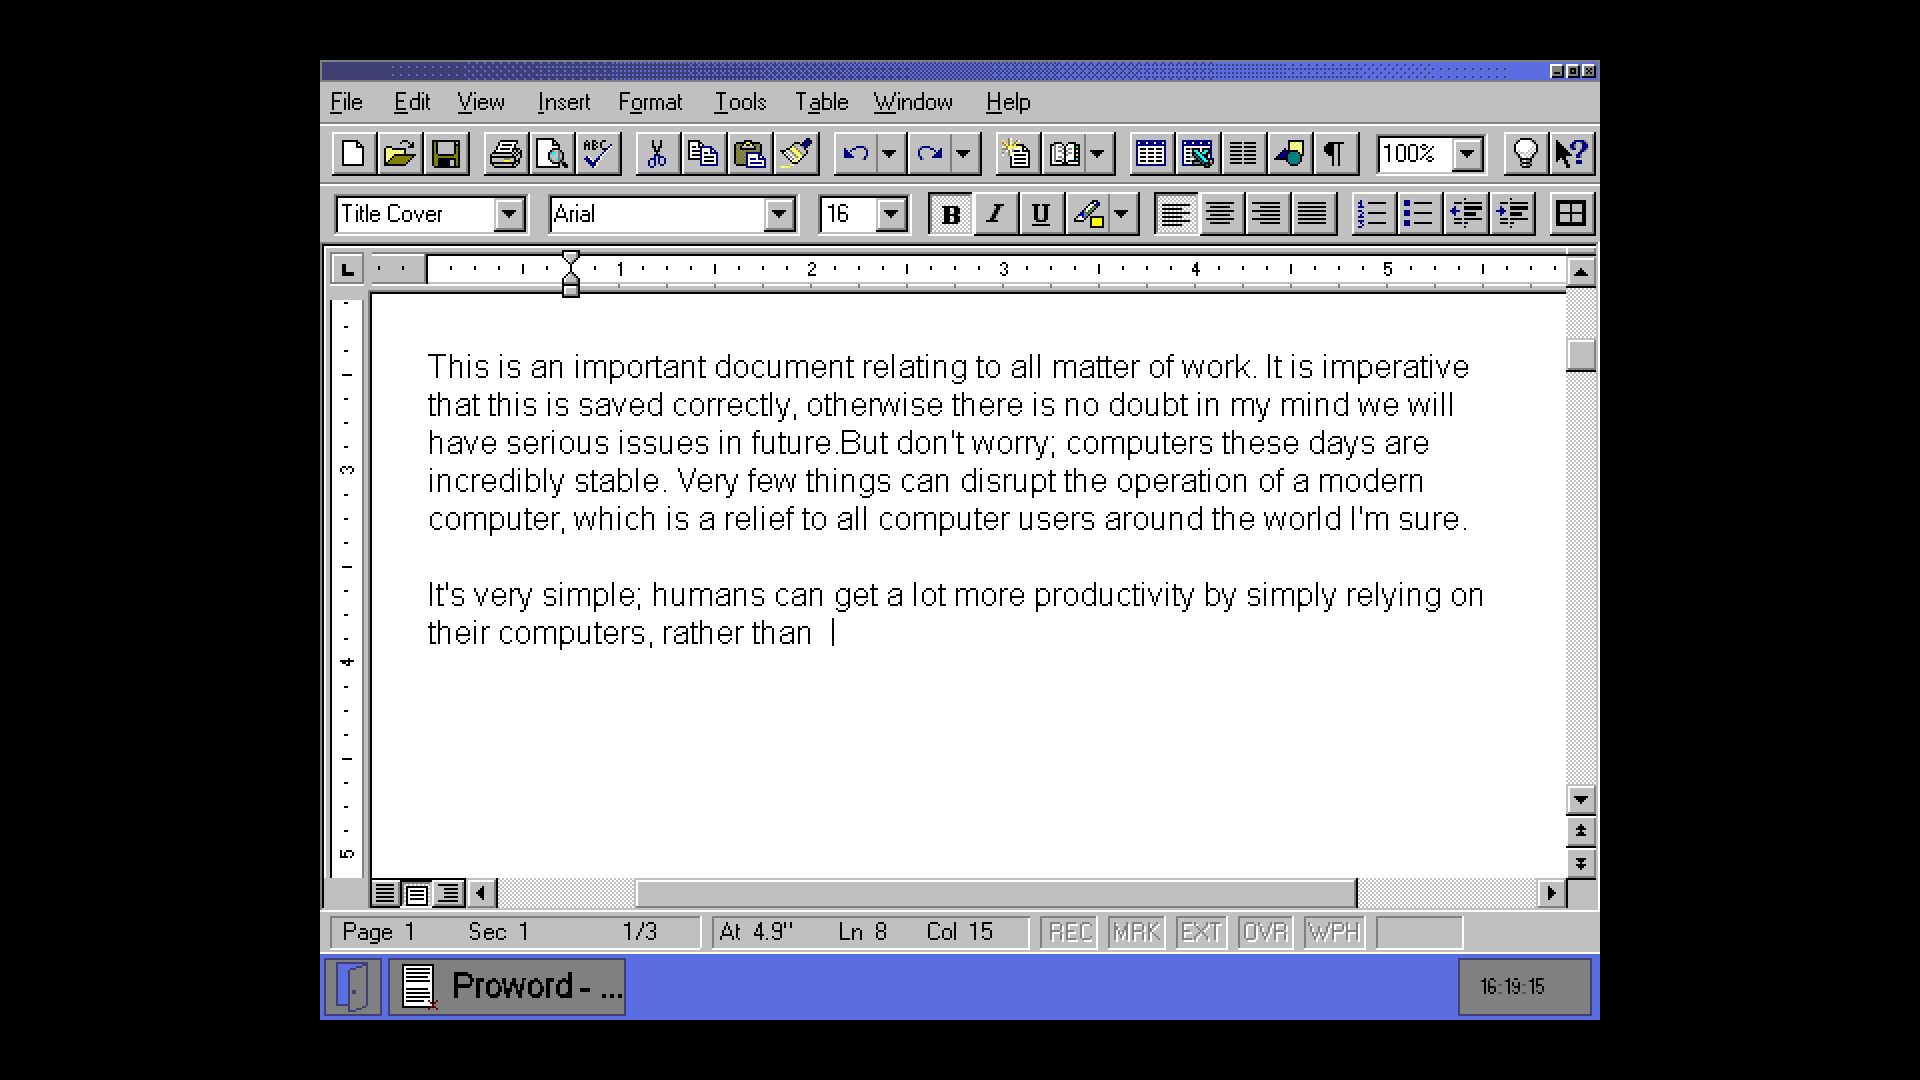 File Edit View Insert Format Tools Table Window Help
ABC 100% ?
Title Cover Arial 16 B I U
1 2 3 4 5
This is an important document relating to all matter of work. It is imperative
that this is saved correctly, otherwise there is no doubt in my mind we will
have serious issues in future.But don't worry; computers these days are
incredibly stable. Very few things can disrupt the operation of a modern
computer, which is a relief to all computer users around the world I'm sure.
It's very simple; humans can get a lot more productivity by simply relying on
their computers, rather than
3
4
5
Page 1 Sec 1 1/3 At 4.9" Ln 8 Col 15 REC MRK EXT OVR WPH
Proword - ... 16:19:15